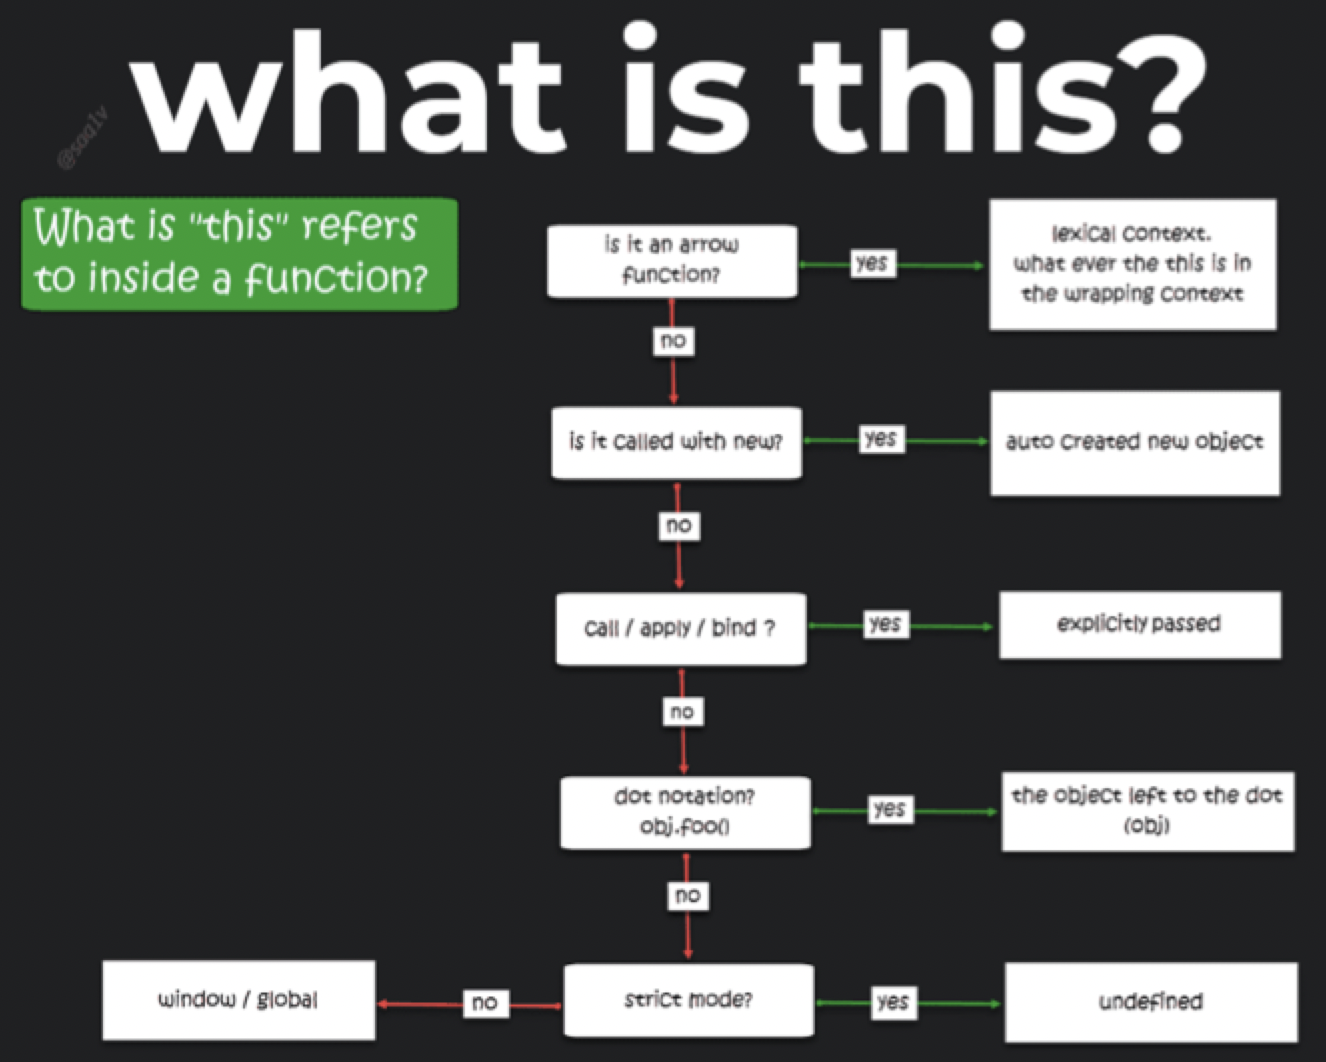 what is this?
@saa1v
What is "this" refers
to inside a function?
is it an arrow
function?
yes
lexical context.
what ever the this is in
the wrapping context
no
is it called with new?
yes
auto created new object
no
call / apply / bind ?
yes
explicitly passed
no
dot notation?
obj.foo()
yes
the object left to the dot
(obj)
no
window / global
no
strict mode?
yes
undefined